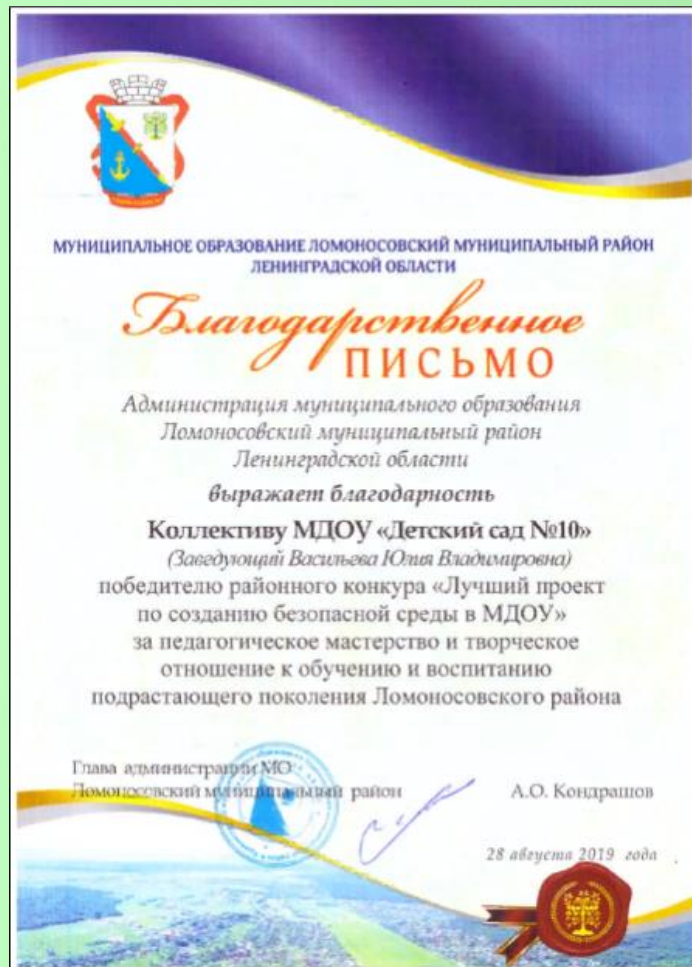 МУНИЦИПАЛЬНОЕ ОБРАЗОВАНИЕ ЛОМОНОСОВСКИЙ МУНИЦИПАЛЬНЫЙ РАЙОН
ЛЕНИНГРАДСКОЙ ОБЛАСТИ
Благодарственное
ПИСЬМО
Администрация муниципального образования
Ломоносовский муниципальный район
Ленинградской области
выражает благодарность
Коллективу МДОУ «Детский сад №10»
(Заведующий Васильева Юлия Владимировна)
победителю районного конкура «Лучший проект
по созданию безопасной среды в МДОУ»
за педагогическое мастерство и творческое
отношение к обучению и воспитанию
подрастающего поколения Ломоносовского района
Глава администрации МО
Ломоносовский муниципальный район А.О. Кондрашов
28 августа 2019 года